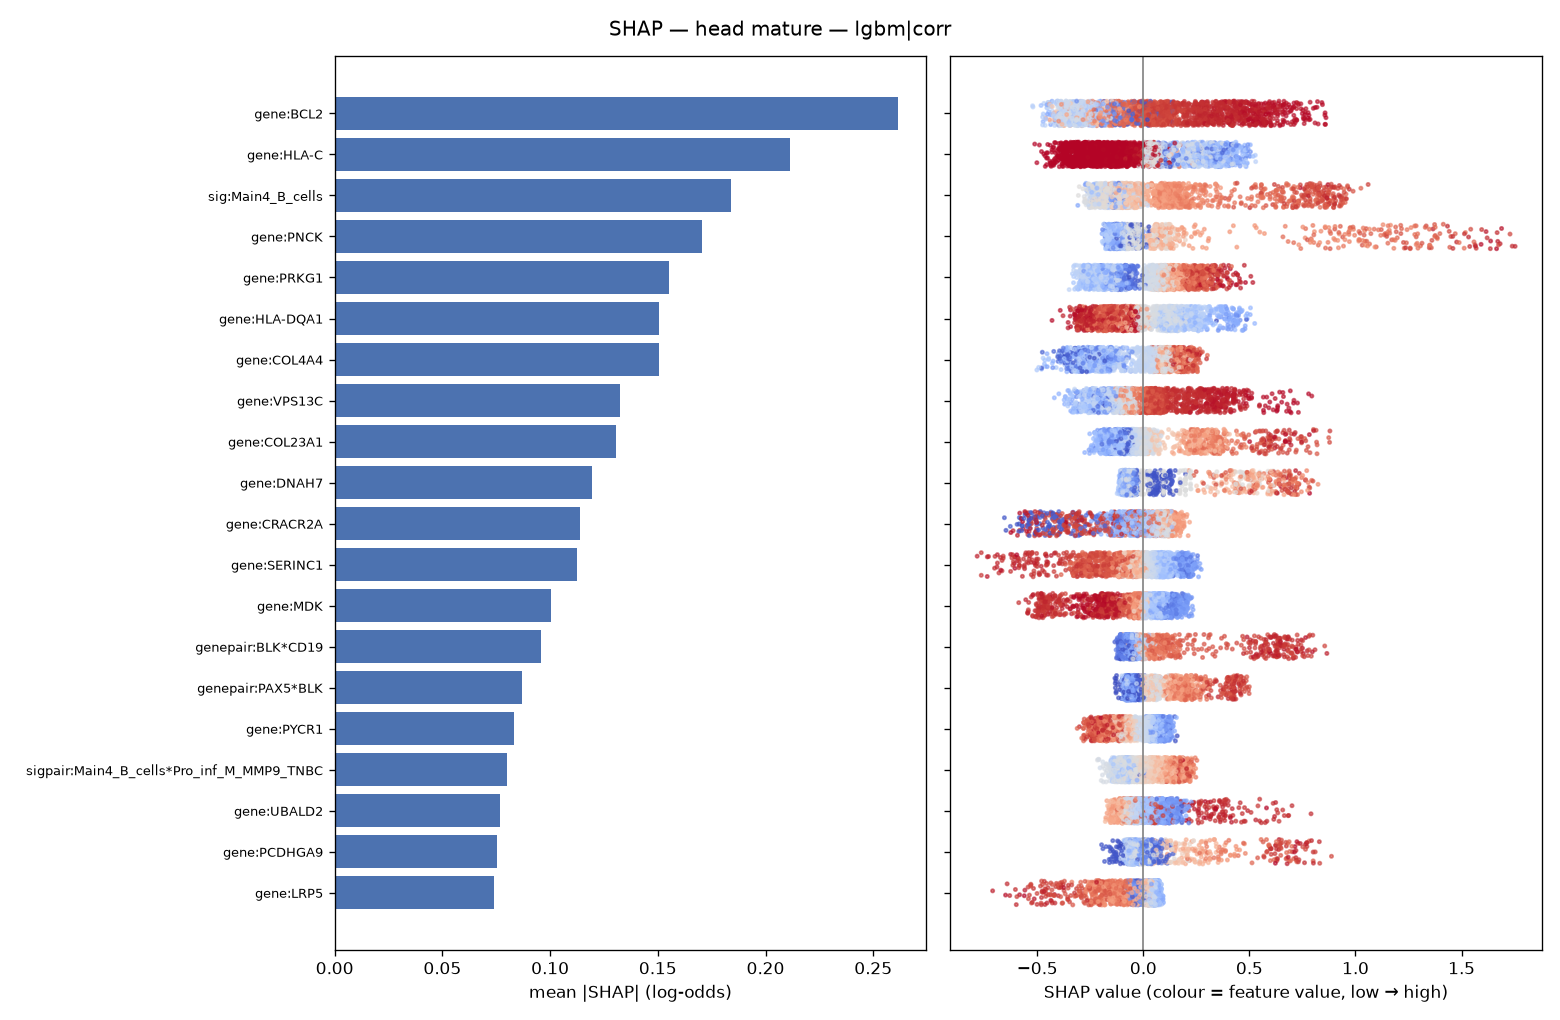 SHAP — head mature — lgbm|corr
gene:BCL2
gene:HLA-C
sig:Main4_B_cells
gene:PNCK
gene:PRKG1
gene:HLA-DQA1
gene:COL4A4
gene:VPS13C
gene:COL23A1
gene:DNAH7
gene:CRACR2A
gene:SERINC1
gene:MDK
genepair:BLK*CD19
genepair:PAX5*BLK
gene:PYCR1
sigpair:Main4_B_cells*Pro_inf_M_MMP9_TNBC
gene:UBALD2
gene:PCDHGA9
gene:LRP5
0.00 0.05 0.10 0.15 0.20 0.25
mean |SHAP| (log-odds)
−0.5 0.0 0.5 1.0 1.5
SHAP value (colour = feature value, low → high)